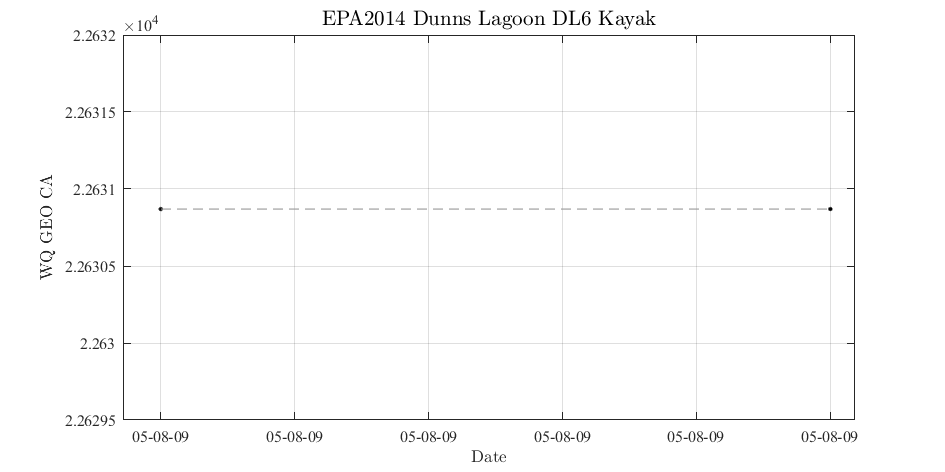 EPA2014 Dunns Lagoon DL6 Kayak
×10⁴
2.2632
2.26315
2.2631
2.26305
2.263
2.26295
WQ GEO CA
05-08-09 05-08-09 05-08-09 05-08-09 05-08-09 05-08-09
Date